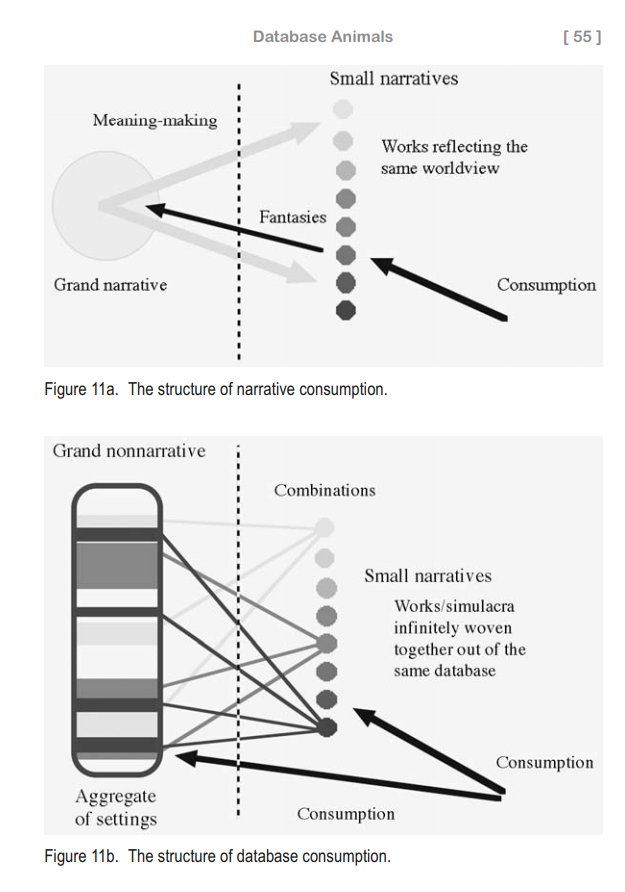 Database Animals [ 55 ]
Small narratives
Meaning-making
Works reflecting the
same worldview
Fantasies
Grand narrative
Consumption
Figure 11a. The structure of narrative consumption.
Grand nonnarrative
Combinations
Small narratives
Works/simulacra
infinitely woven
together out of the
same database
Consumption
Aggregate
of settings
Consumption
Figure 11b. The structure of database consumption.